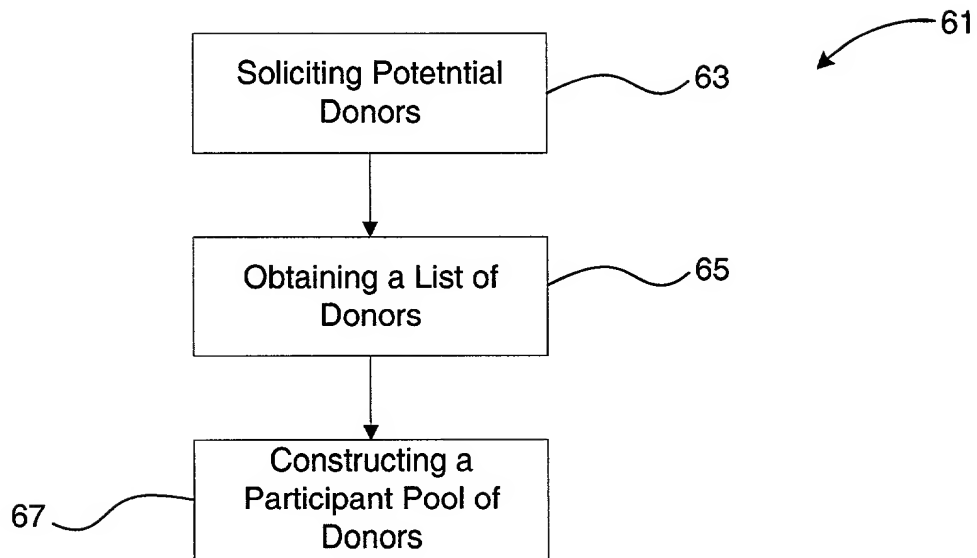 61
Soliciting Potetntial
Donors
63
Obtaining a List of
Donors
65
Constructing a
Participant Pool of
Donors
67